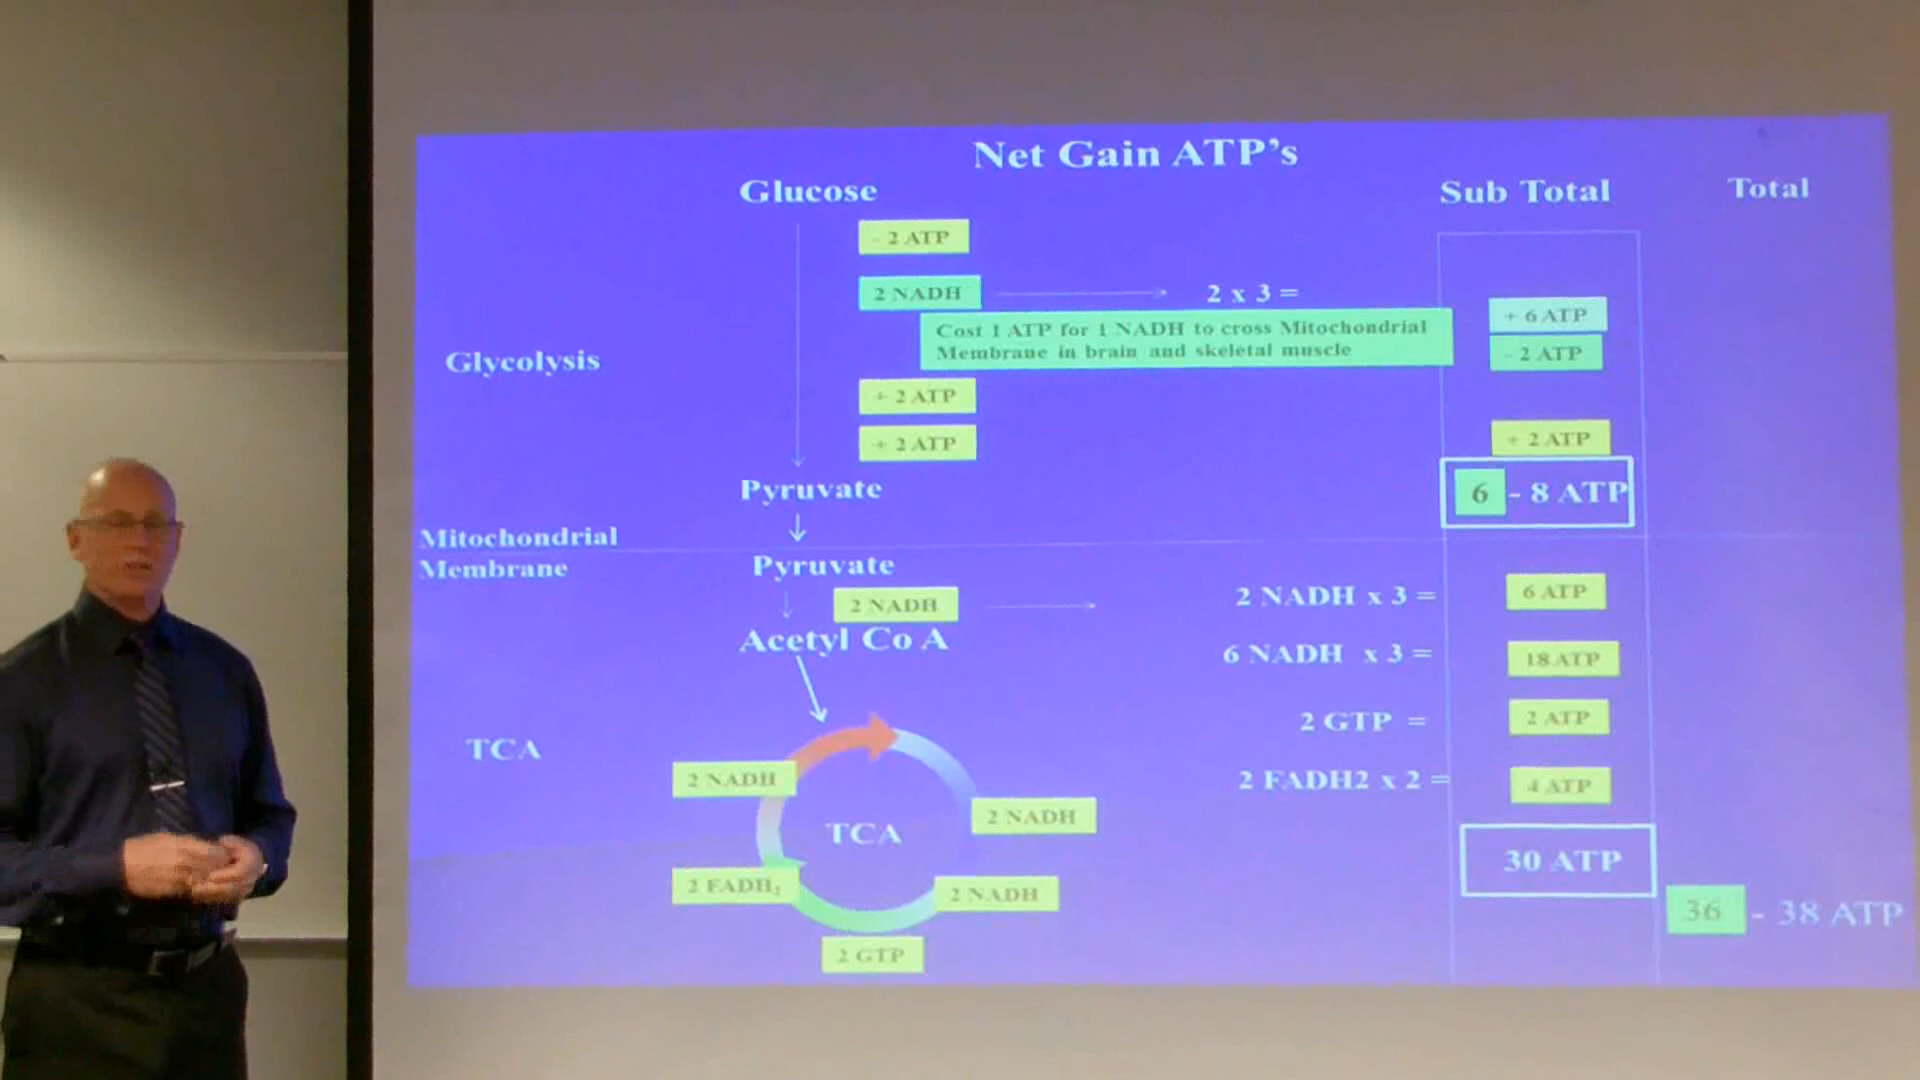 Net Gain ATP's
Glucose
Sub Total
Total
- 2 ATP
2 NADH
2 x 3 =
+ 6 ATP
Cost 1 ATP for 1 NADH to cross Mitochondrial
Membrane in brain and skeletal muscle
- 2 ATP
Glycolysis
+ 2 ATP
+ 2 ATP
+ 2 ATP
Pyruvate
6 - 8 ATP
Mitochondrial
Membrane
Pyruvate
2 NADH
2 NADH x 3 =
6 ATP
Acetyl Co A
6 NADH x 3 =
18 ATP
2 GTP =
2 ATP
TCA
2 NADH
2 FADH2 x 2 =
4 ATP
2 NADH
TCA
30 ATP
2 FADH₂
2 NADH
36 - 38 ATP
2 GTP